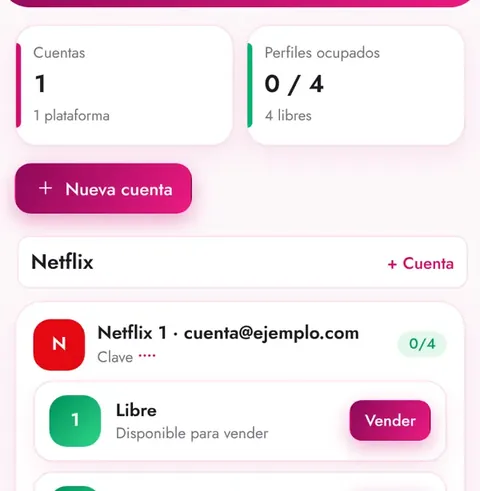 Cuentas
1
1 plataforma
Perfiles ocupados
0 / 4
4 libres
+ Nueva cuenta
Netflix
+ Cuenta
N
Netflix 1 · cuenta@ejemplo.com
Clave ····
0/4
1
Libre
Disponible para vender
Vender